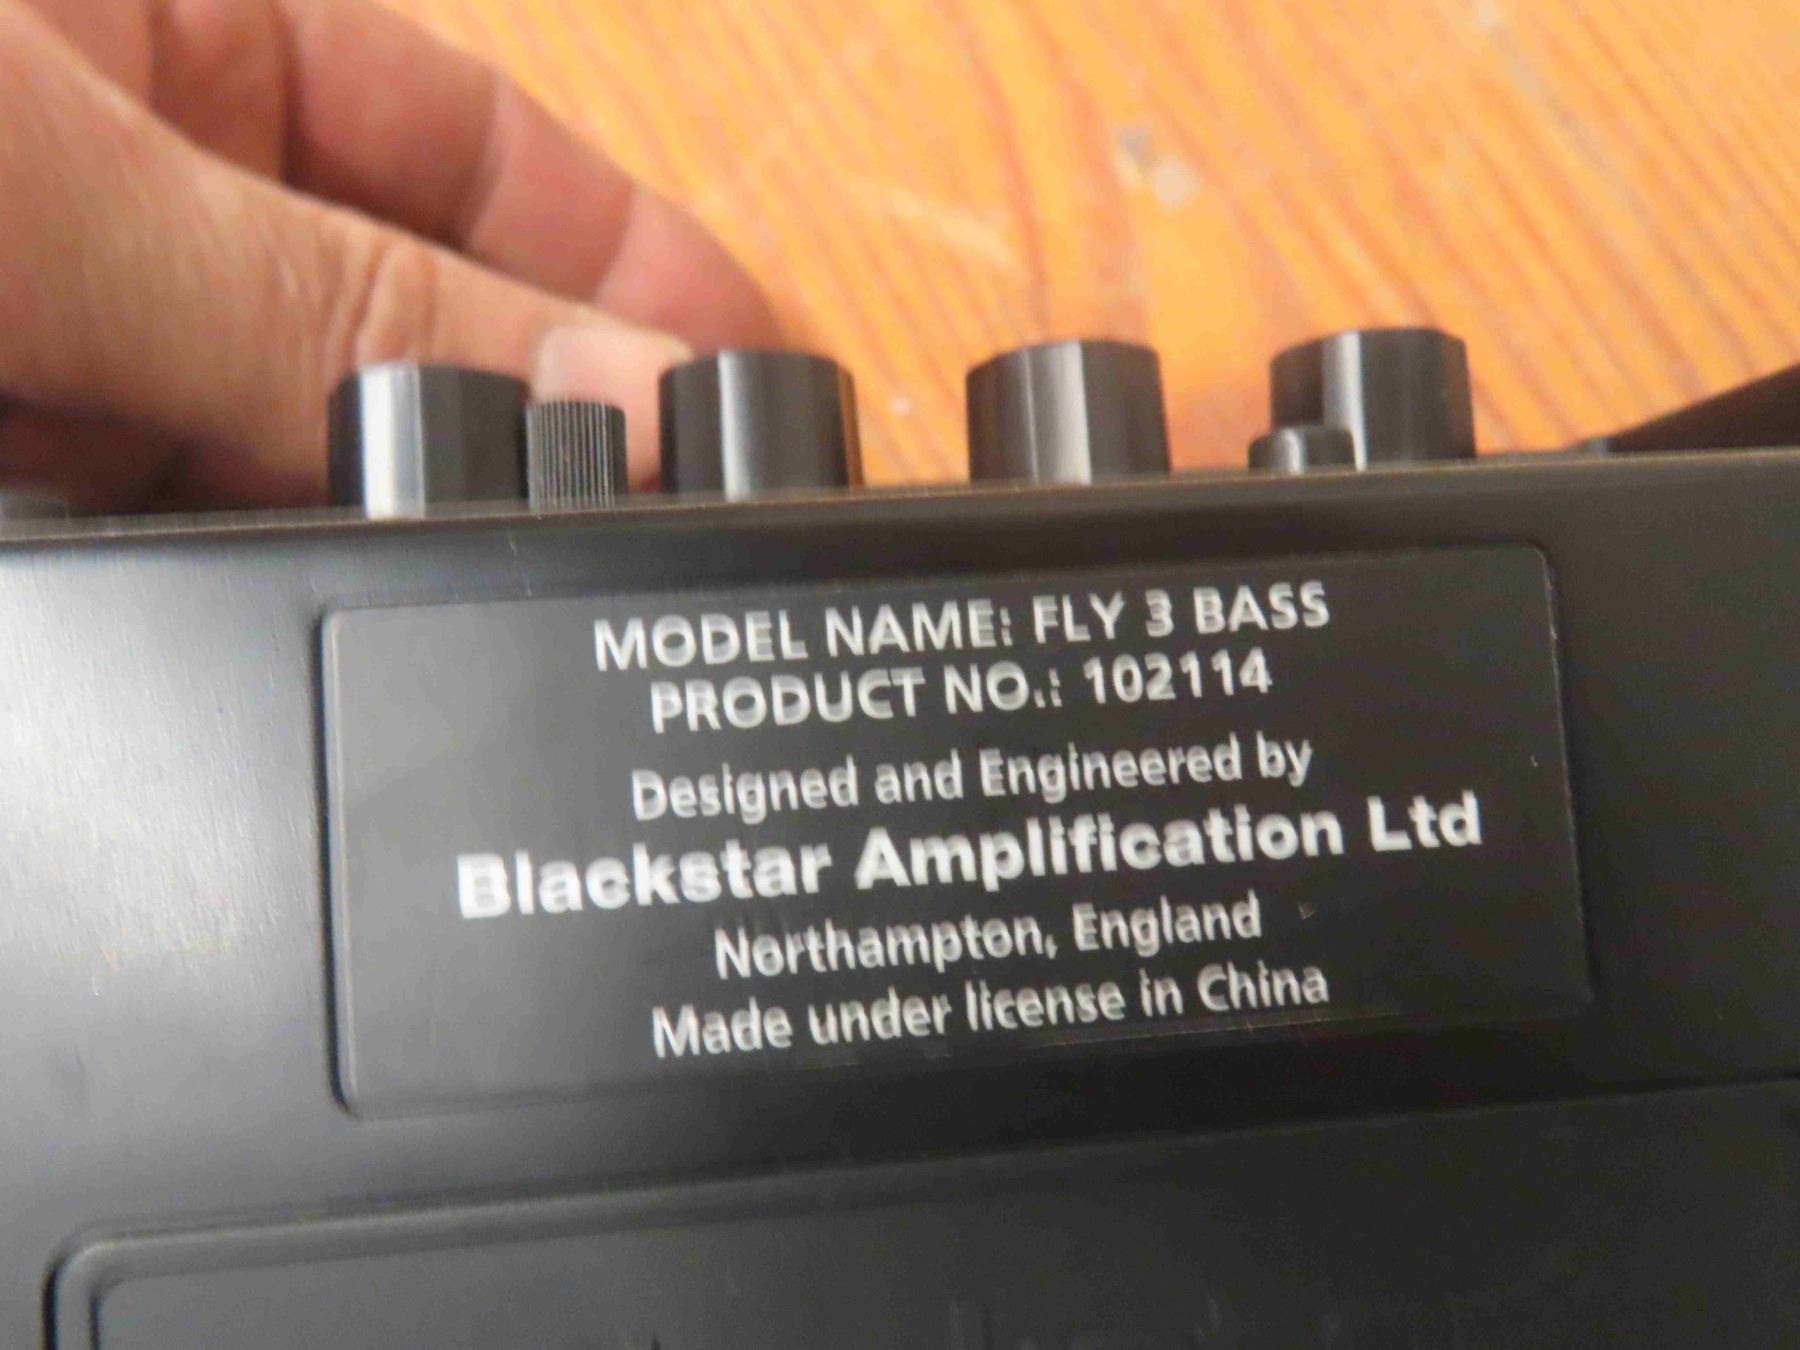 MODEL NAME: FLY 3 BASS
PRODUCT NO.: 102114
Designed and Engineered by
Blackstar Amplification Ltd
Northampton, England
Made under license in China